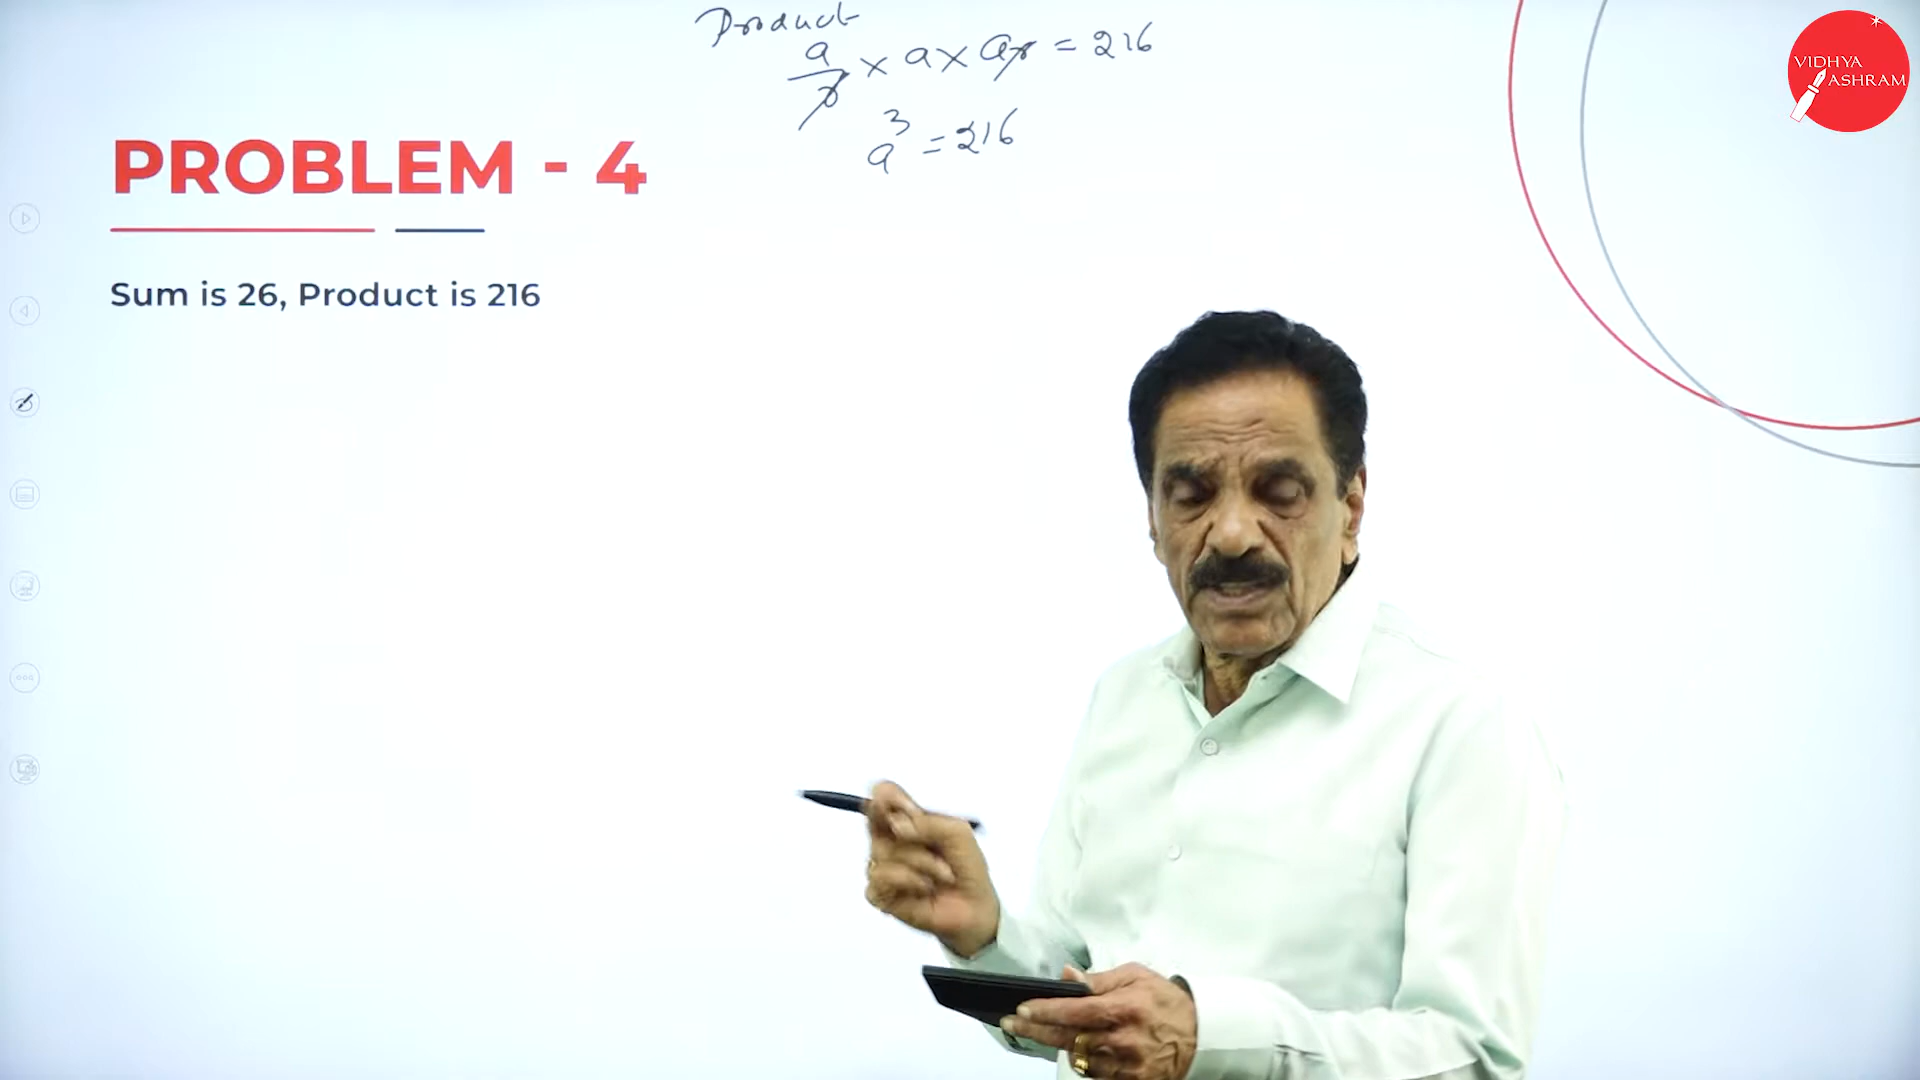 Product
a/r × a × ar = 216
a³ = 216
VIDHYA
ASHRAM
PROBLEM - 4
Sum is 26, Product is 216